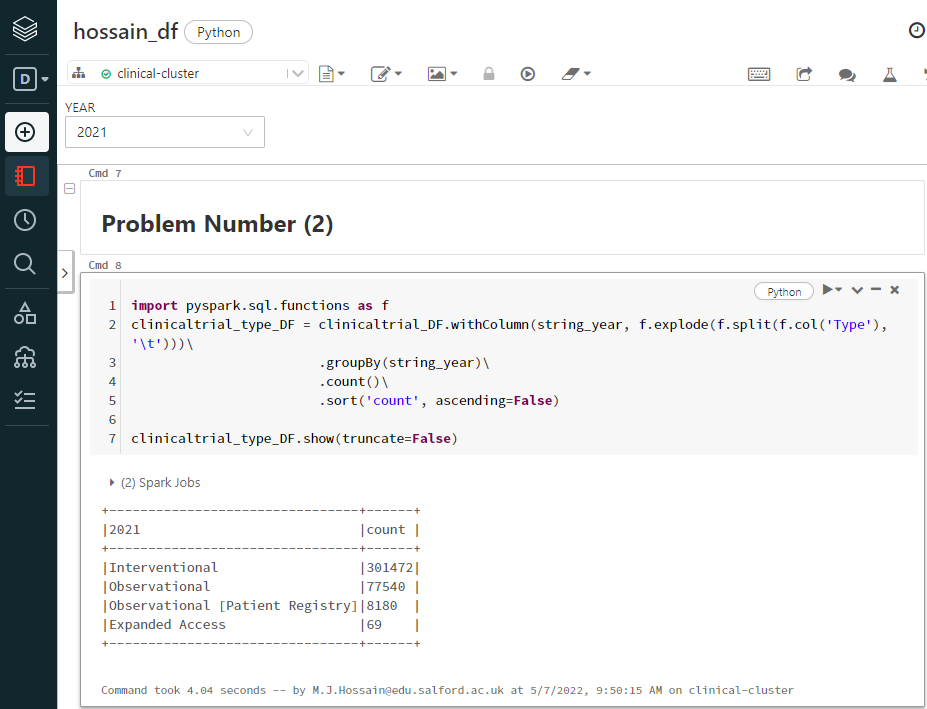 hossain_df Python
D
clinical-cluster
YEAR
2021
Cmd 7
Problem Number (2)
Cmd 8
Python
1 import pyspark.sql.functions as f
2 clinicaltrial_type_DF = clinicaltrial_DF.withColumn(string_year, f.explode(f.split(f.col('Type'),
'\t')))\
3 .groupBy(string_year)\
4 .count()\
5 .sort('count', ascending=False)
6
7 clinicaltrial_type_DF.show(truncate=False)
(2) Spark Jobs
+--------------------------------+------+
|2021                            |count |
+--------------------------------+------+
|Interventional                  |301472|
|Observational                   |77540 |
|Observational [Patient Registry]|8180  |
|Expanded Access                 |69    |
+--------------------------------+------+
Command took 4.04 seconds -- by M.J.Hossain@edu.salford.ac.uk at 5/7/2022, 9:50:15 AM on clinical-cluster